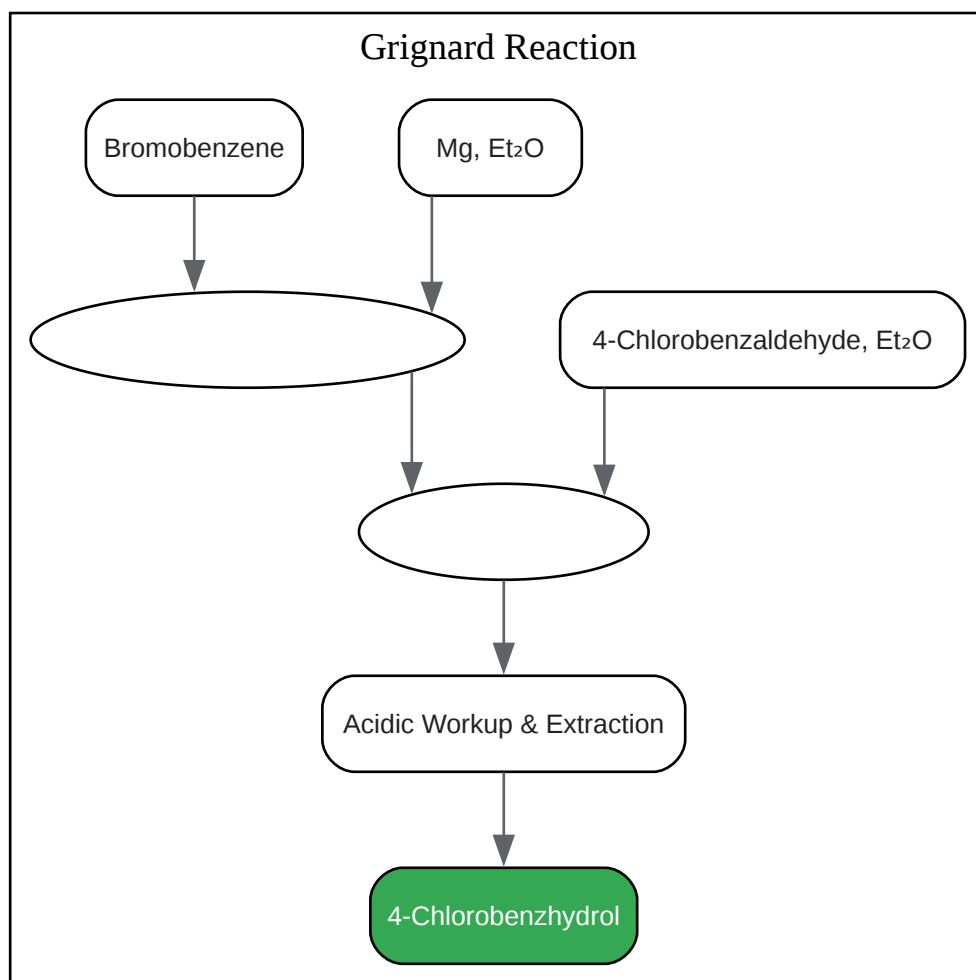 Grignard Reaction
Bromobenzene
Mg, Et₂O
4-Chlorobenzaldehyde, Et₂O
Acidic Workup & Extraction
4-Chlorobenzhydrol